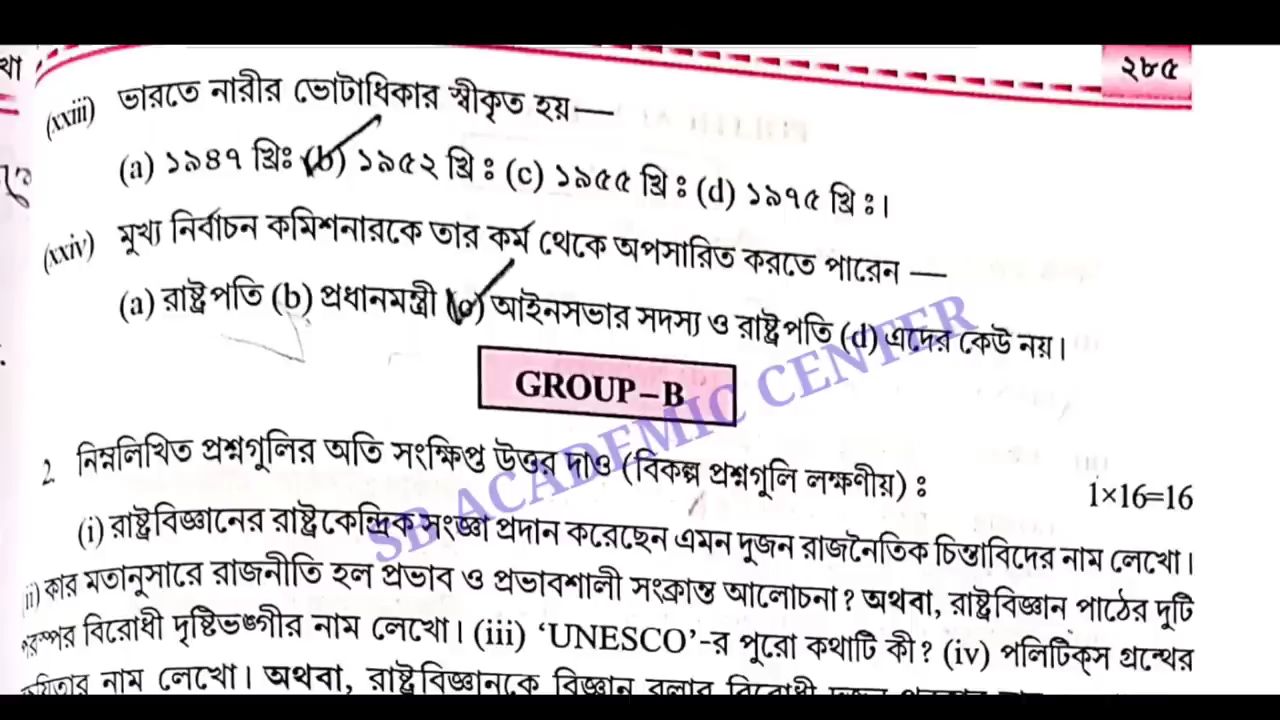 ২৮৫
(xxiii) ভারতে নারীর ভোটাধিকার স্বীকৃত হয়—
(a) ১৯৪৭ খ্রিঃ (b) ১৯৫২ খ্রি ঃ (c) ১৯৫৫ খ্রি ঃ (d) ১৯৭৫ খ্রি ঃ।
(xxiv) মুখ্য নির্বাচন কমিশনারকে তার কর্ম থেকে অপসারিত করতে পারেন —
(a) রাষ্ট্রপতি (b) প্রধানমন্ত্রী (c) আইনসভার সদস্য ও রাষ্ট্রপতি (d) এদের কেউ নয়।
GROUP–B
SB ACADEMIC CENTER
2. নিম্নলিখিত প্রশ্নগুলির অতি সংক্ষিপ্ত উত্তর দাও (বিকল্প প্রশ্নগুলি লক্ষণীয়) ঃ 1×16=16
(i) রাষ্ট্রবিজ্ঞানের রাষ্ট্রকেন্দ্রিক সংজ্ঞা প্রদান করেছেন এমন দুজন রাজনৈতিক চিন্তাবিদের নাম লেখো।
ii) কার মতানুসারে রাজনীতি হল প্রভাব ও প্রভাবশালী সংক্রান্ত আলোচনা? অথবা, রাষ্ট্রবিজ্ঞান পাঠের দুটি
পরস্পর বিরোধী দৃষ্টিভঙ্গীর নাম লেখো। (iii) ‘UNESCO’-র পুরো কথাটি কী? (iv) পলিটিক্‌স গ্রন্থের
নাম লেখো। অথবা, রাষ্ট্রবিজ্ঞানকে বিজ্ঞান বলার বিরোধী